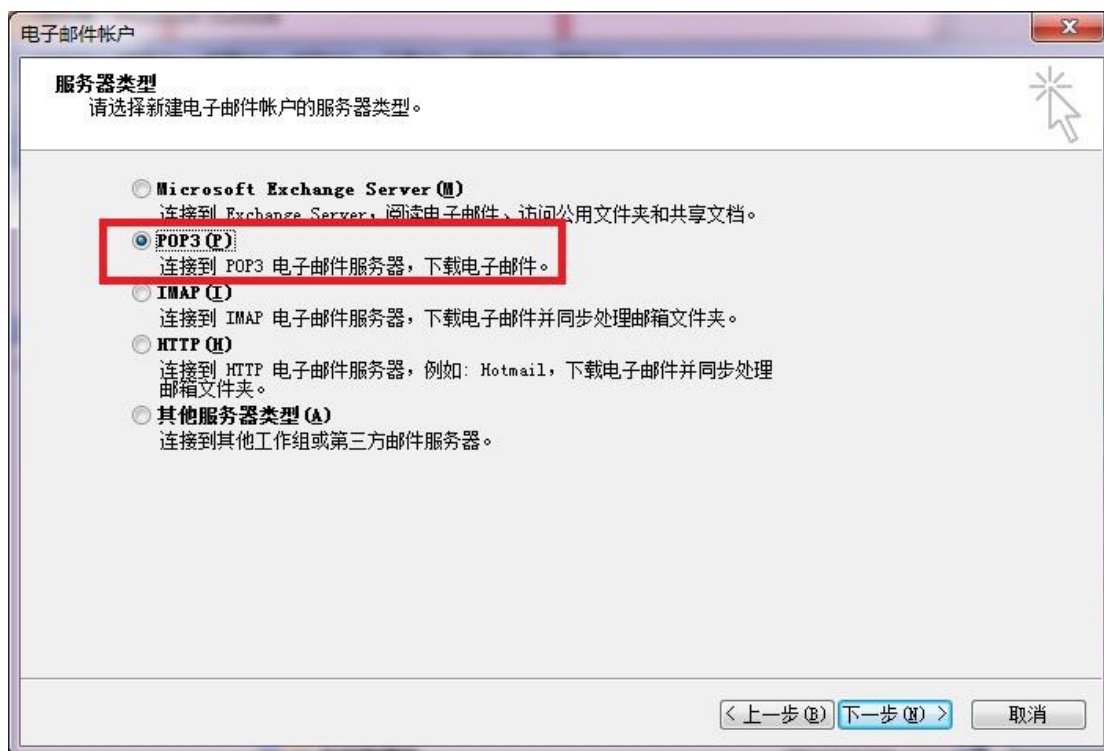 电子邮件帐户
服务器类型
请选择新建电子邮件帐户的服务器类型。
Microsoft Exchange Server(M)
连接到 Exchange Server，阅读电子邮件、访问公用文件夹和共享文档。
POP3(P)
连接到 POP3 电子邮件服务器，下载电子邮件。
IMAP(I)
连接到 IMAP 电子邮件服务器，下载电子邮件并同步处理邮箱文件夹。
HTTP(H)
连接到 HTTP 电子邮件服务器，例如: Hotmail，下载电子邮件并同步处理
邮箱文件夹。
其他服务器类型(A)
连接到其他工作组或第三方邮件服务器。
< 上一步(B) 下一步(N) > 取消